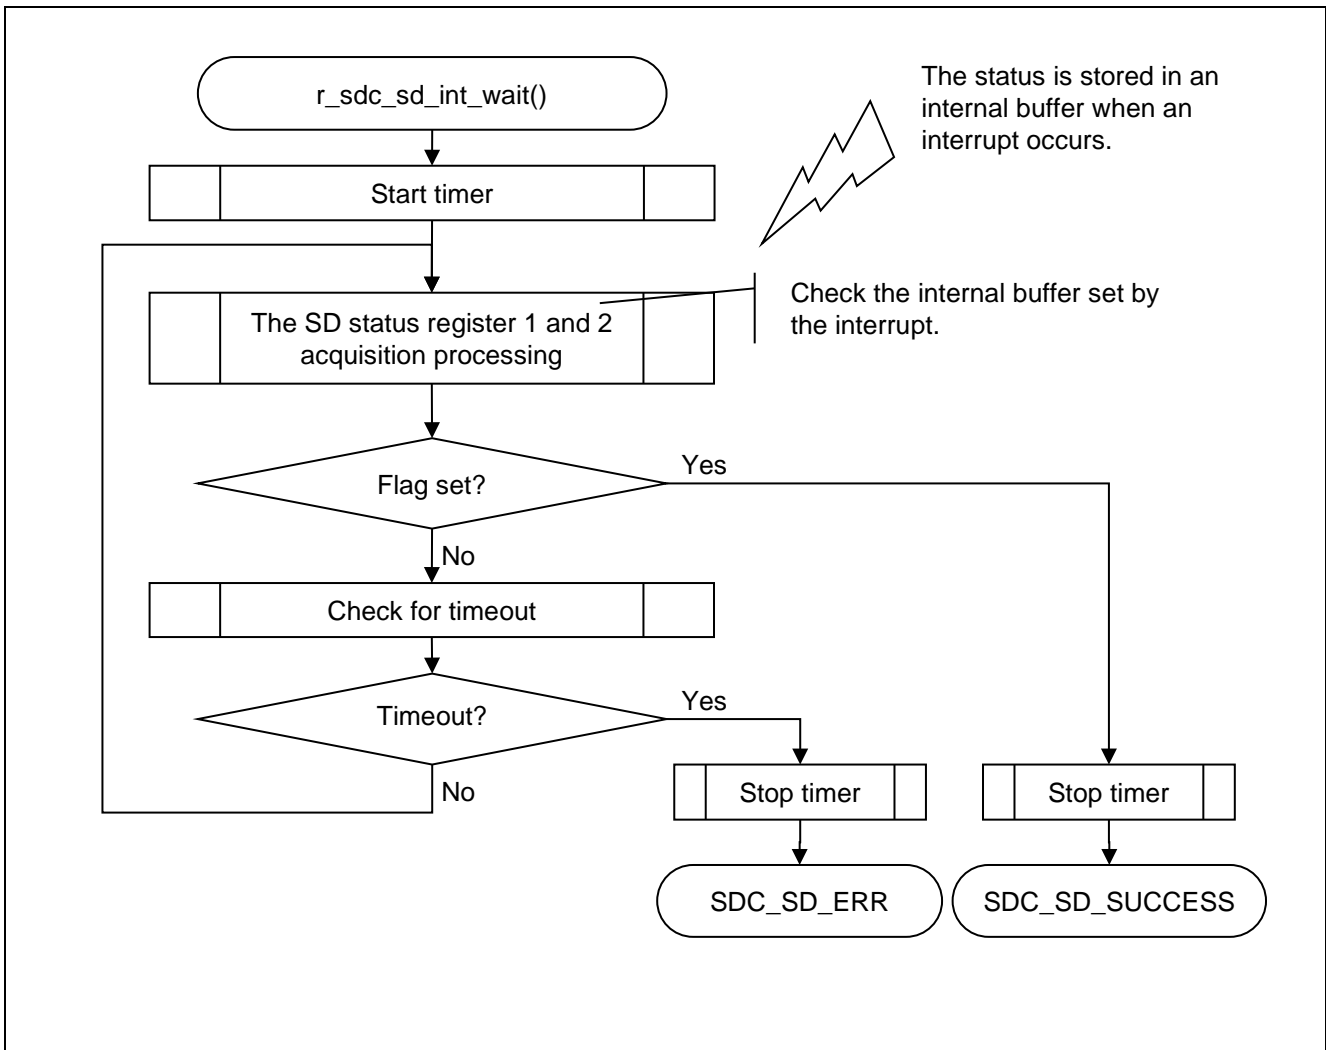 r_sdc_sd_int_wait()
The status is stored in an
internal buffer when an
interrupt occurs.
Start timer
Check the internal buffer set by
the interrupt.
The SD status register 1 and 2
acquisition processing
Flag set?
Yes
No
Check for timeout
Timeout?
Yes
No
Stop timer
Stop timer
SDC_SD_ERR
SDC_SD_SUCCESS